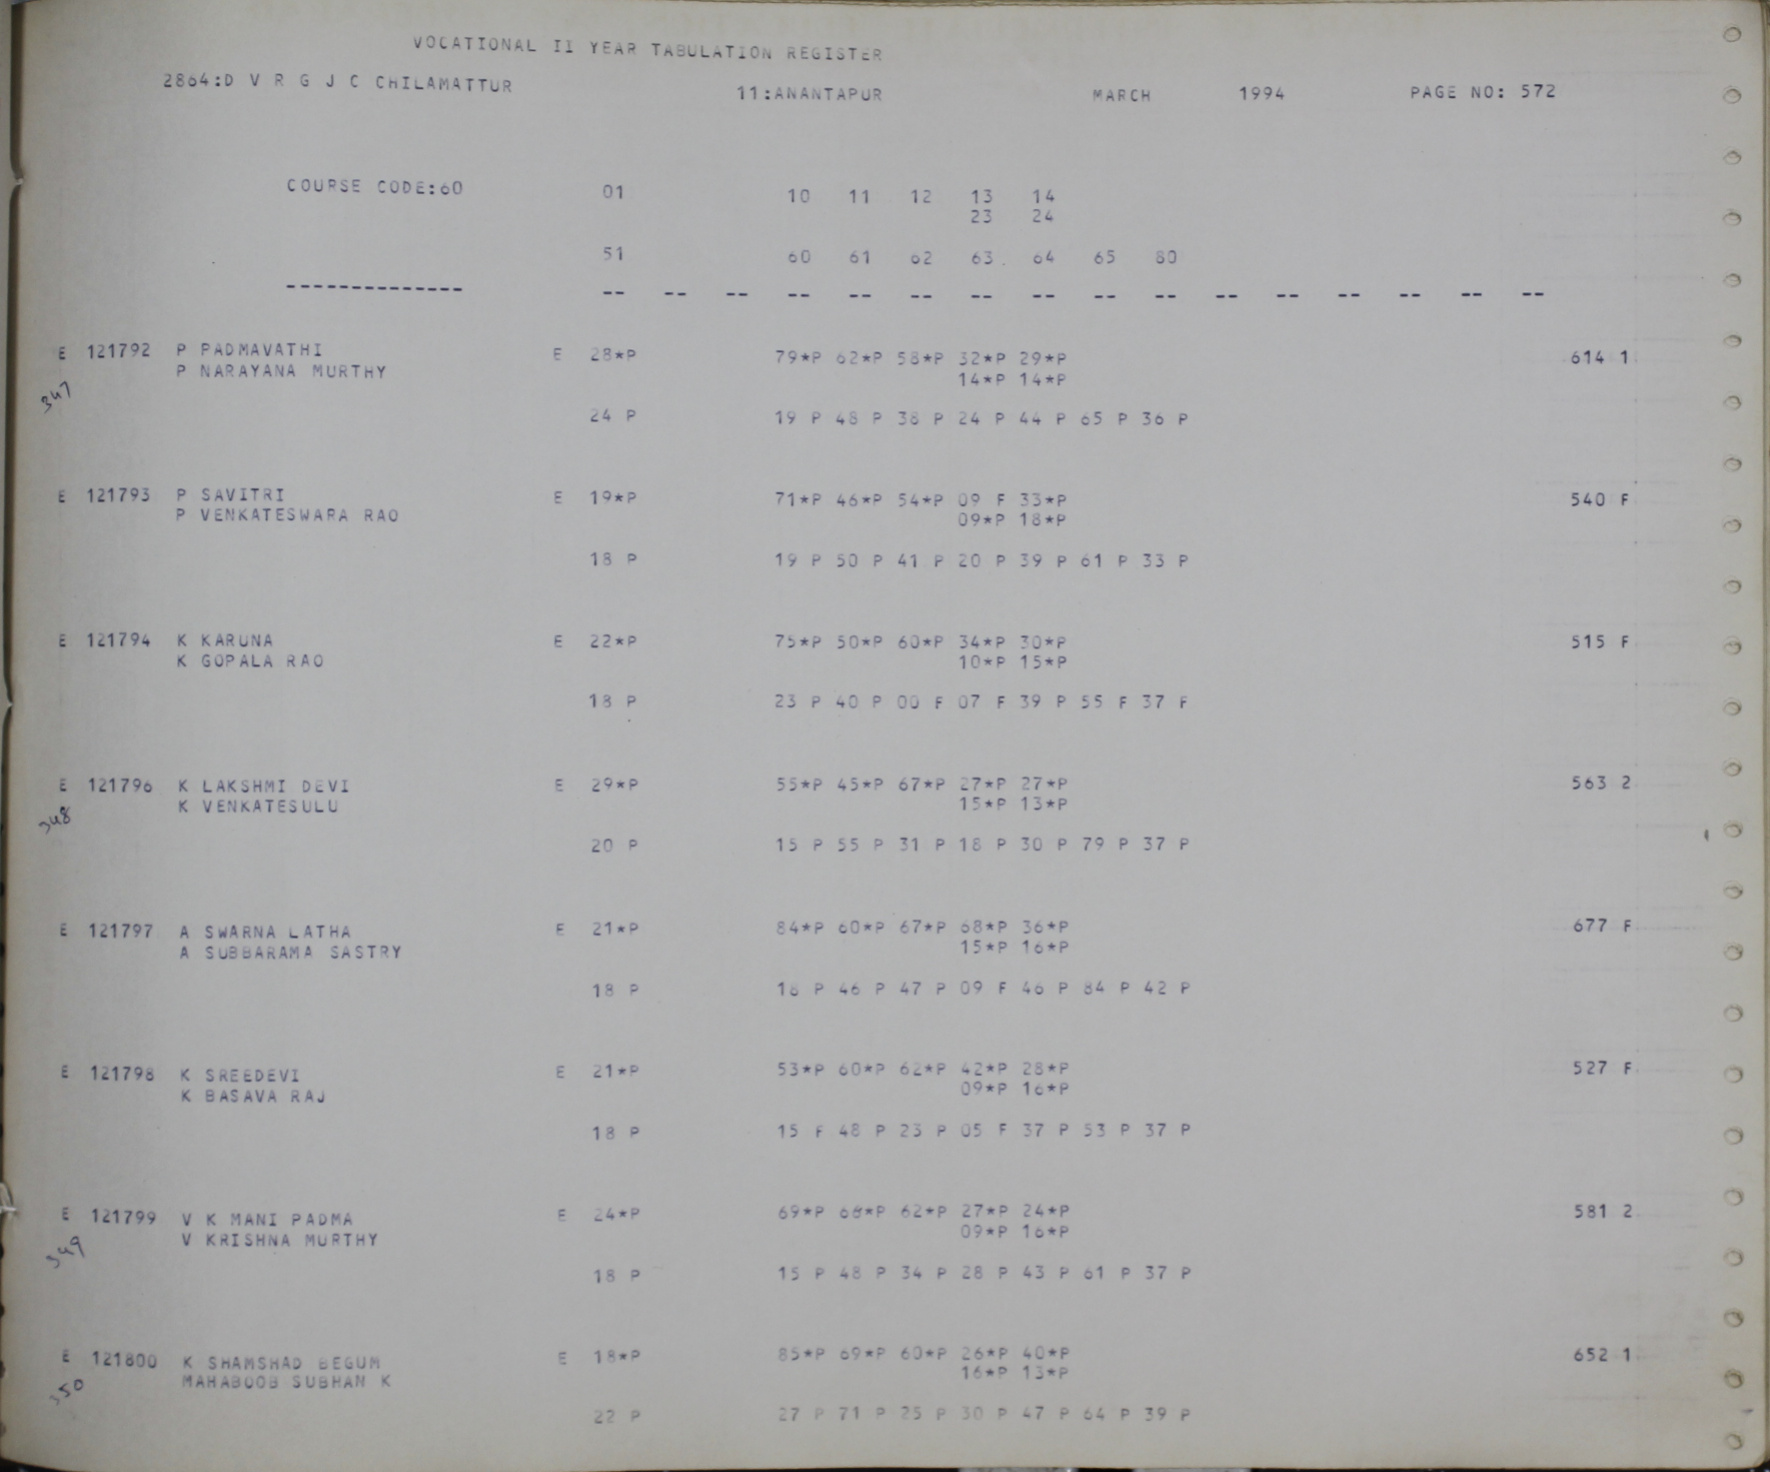 VOCATIONAL II YEAR TABULATION REGISTER
2864:D V R G J C CHILAMATTUR 11:ANANTAPUR MARCH 1994 PAGE NO: 572
COURSE CODE:60 01 10 11 12 13 14
23 24
51 60 61 62 63 64 65 80
-------------- -- -- -- -- -- -- -- -- -- -- -- -- -- -- -- --
E 121792 P PADMAVATHI E 28*P 79*P 62*P 58*P 32*P 29*P 614 1
P NARAYANA MURTHY 14*P 14*P
347
24 P 19 P 48 P 38 P 24 P 44 P 65 P 36 P
E 121793 P SAVITRI E 19*P 71*P 46*P 54*P 09 F 33*P 540 F
P VENKATESWARA RAO 09*P 18*P
18 P 19 P 50 P 41 P 20 P 39 P 61 P 33 P
E 121794 K KARUNA E 22*P 75*P 50*P 60*P 34*P 30*P 515 F
K GOPALA RAO 10*P 15*P
18 P 23 P 40 P 00 F 07 F 39 P 55 F 37 F
E 121796 K LAKSHMI DEVI E 29*P 55*P 45*P 67*P 27*P 27*P 563 2
K VENKATESULU 15*P 13*P
348
20 P 15 P 55 P 31 P 18 P 30 P 79 P 37 P
E 121797 A SWARNA LATHA E 21*P 84*P 60*P 67*P 68*P 36*P 677 F
A SUBBARAMA SASTRY 15*P 16*P
18 P 18 P 46 P 47 P 09 F 46 P 84 P 42 P
E 121798 K SREEDEVI E 21*P 53*P 60*P 62*P 42*P 28*P 527 F
K BASAVA RAJ 09*P 16*P
18 P 15 F 48 P 23 P 05 F 37 P 53 P 37 P
E 121799 V K MANI PADMA E 24*P 69*P 66*P 62*P 27*P 24*P 581 2
V KRISHNA MURTHY 09*P 16*P
349
18 P 15 P 48 P 34 P 28 P 43 P 61 P 37 P
E 121800 K SHAMSHAD BEGUM E 18*P 85*P 69*P 60*P 26*P 40*P 652 1
MAHABOOB SUBHAN K 16*P 13*P
350
22 P 27 P 71 P 25 P 30 P 47 P 64 P 39 P